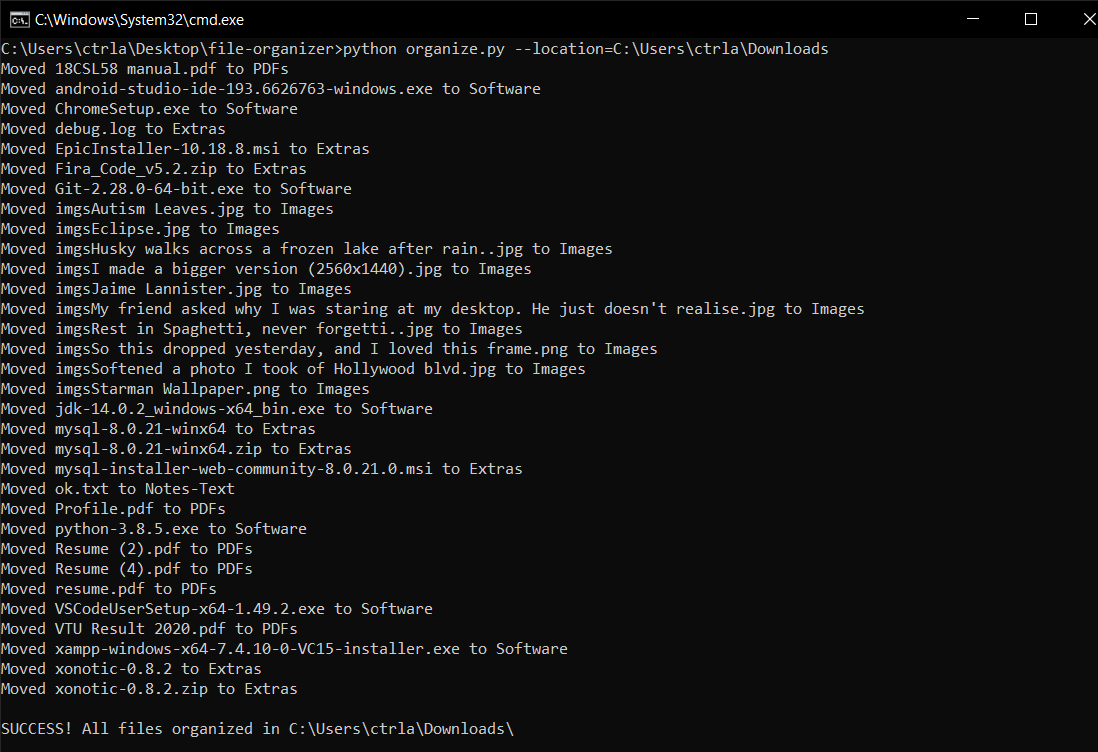 C:\Windows\System32\cmd.exe
C:\Users\ctrla\Desktop\file-organizer>python organize.py --location=C:\Users\ctrla\Downloads
Moved 18CSL58 manual.pdf to PDFs
Moved android-studio-ide-193.6626763-windows.exe to Software
Moved ChromeSetup.exe to Software
Moved debug.log to Extras
Moved EpicInstaller-10.18.8.msi to Extras
Moved Fira_Code_v5.2.zip to Extras
Moved Git-2.28.0-64-bit.exe to Software
Moved imgsAutism Leaves.jpg to Images
Moved imgsEclipse.jpg to Images
Moved imgsHusky walks across a frozen lake after rain..jpg to Images
Moved imgsI made a bigger version (2560x1440).jpg to Images
Moved imgsJaime Lannister.jpg to Images
Moved imgsMy friend asked why I was staring at my desktop. He just doesn't realise.jpg to Images
Moved imgsRest in Spaghetti, never forgetti..jpg to Images
Moved imgsSo this dropped yesterday, and I loved this frame.png to Images
Moved imgsSoftened a photo I took of Hollywood blvd.jpg to Images
Moved imgsStarman Wallpaper.png to Images
Moved jdk-14.0.2_windows-x64_bin.exe to Software
Moved mysql-8.0.21-winx64 to Extras
Moved mysql-8.0.21-winx64.zip to Extras
Moved mysql-installer-web-community-8.0.21.0.msi to Extras
Moved ok.txt to Notes-Text
Moved Profile.pdf to PDFs
Moved python-3.8.5.exe to Software
Moved Resume (2).pdf to PDFs
Moved Resume (4).pdf to PDFs
Moved resume.pdf to PDFs
Moved VSCodeUserSetup-x64-1.49.2.exe to Software
Moved VTU Result 2020.pdf to PDFs
Moved xampp-windows-x64-7.4.10-0-VC15-installer.exe to Software
Moved xonotic-0.8.2 to Extras
Moved xonotic-0.8.2.zip to Extras
SUCCESS! All files organized in C:\Users\ctrla\Downloads\